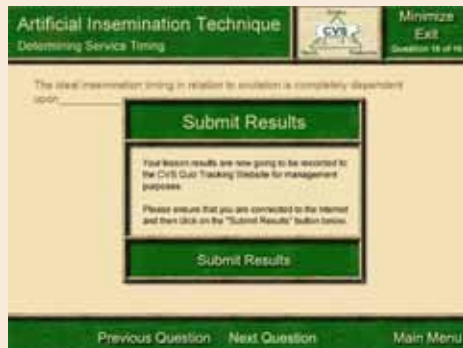 Artificial Insemination Technique
Determining Service Timing
CVS
Minimize
Exit
Question 16 of 16
The ideal insemination timing in relation to ovulation is completely dependent
upon
Submit Results
Your lesson results are now going to be recorded to
the CVS Quiz Tracking Website for management
purposes.
Please ensure that you are connected to the internet
and then click on the "Submit Results" button below.
Submit Results
Previous Question
Next Question
Main Menu